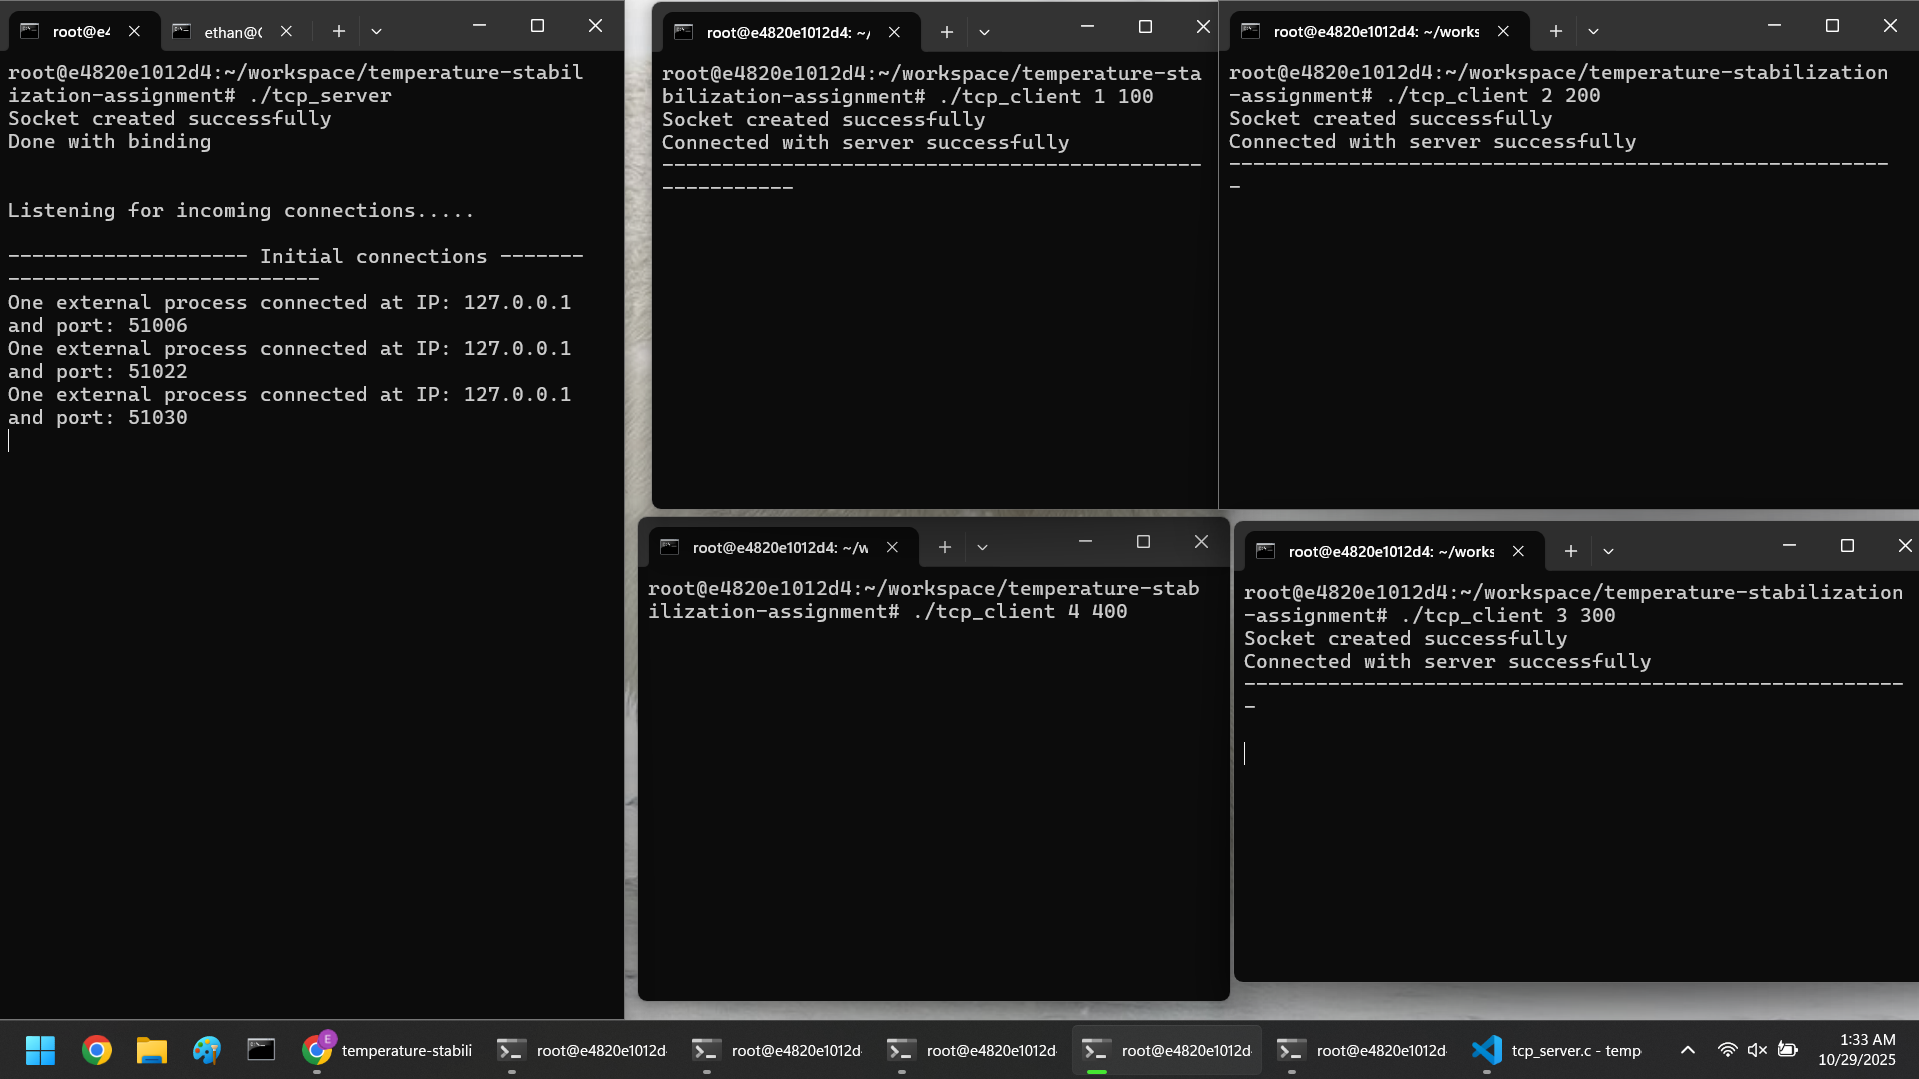 root@e4
ethan@
root@e4820e1012d4:~/workspace/temperature-stabil
ization-assignment# ./tcp_server
Socket created successfully
Done with binding
Listening for incoming connections.....
-------------------- Initial connections -------
--------------------------
One external process connected at IP: 127.0.0.1
and port: 51006
One external process connected at IP: 127.0.0.1
and port: 51022
One external process connected at IP: 127.0.0.1
and port: 51030
root@e4820e1012d4: ~/
root@e4820e1012d4:~/workspace/temperature-sta
bilization-assignment# ./tcp_client 1 100
Socket created successfully
Connected with server successfully
---------------------------------------------
-----------
root@e4820e1012d4: ~/works
root@e4820e1012d4:~/workspace/temperature-stabilization
-assignment# ./tcp_client 2 200
Socket created successfully
Connected with server successfully
-------------------------------------------------------
-
root@e4820e1012d4: ~/w
root@e4820e1012d4:~/workspace/temperature-stab
ilization-assignment# ./tcp_client 4 400
root@e4820e1012d4: ~/works
root@e4820e1012d4:~/workspace/temperature-stabilization
-assignment# ./tcp_client 3 300
Socket created successfully
Connected with server successfully
-------------------------------------------------------
-
E
temperature-stabili
root@e4820e1012d
root@e4820e1012d
root@e4820e1012d
root@e4820e1012d
root@e4820e1012d
tcp_server.c - temp
1:33 AM
10/29/2025